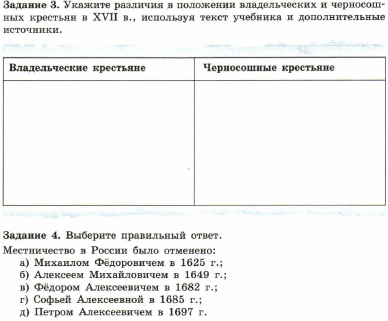 Задание 3. Укажите различия в положении владельческих и черносош-
ных крестьян в XVII в., используя текст учебника и дополнительные
источники.
Владельческие крестьяне
Черносошные крестьяне
Задание 4. Выберите правильный ответ.
Местничество в России было отменено:
а) Михаилом Фёдоровичем в 1625 г.;
б) Алексеем Михайловичем в 1649 г.;
в) Фёдором Алексеевичем в 1682 г.;
г) Софьей Алексеевной в 1685 г.;
д) Петром Алексеевичем в 1697 г.